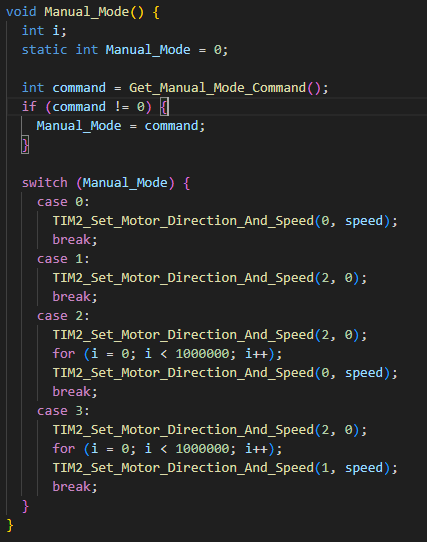 void Manual_Mode() {
  int i;
  static int Manual_Mode = 0;

  int command = Get_Manual_Mode_Command();
  if (command != 0) {
    Manual_Mode = command;
  }

  switch (Manual_Mode) {
    case 0:
      TIM2_Set_Motor_Direction_And_Speed(0, speed);
      break;
    case 1:
      TIM2_Set_Motor_Direction_And_Speed(2, 0);
      break;
    case 2:
      TIM2_Set_Motor_Direction_And_Speed(2, 0);
      for (i = 0; i < 1000000; i++);
      TIM2_Set_Motor_Direction_And_Speed(0, speed);
      break;
    case 3:
      TIM2_Set_Motor_Direction_And_Speed(2, 0);
      for (i = 0; i < 1000000; i++);
      TIM2_Set_Motor_Direction_And_Speed(1, speed);
      break;
  }
}